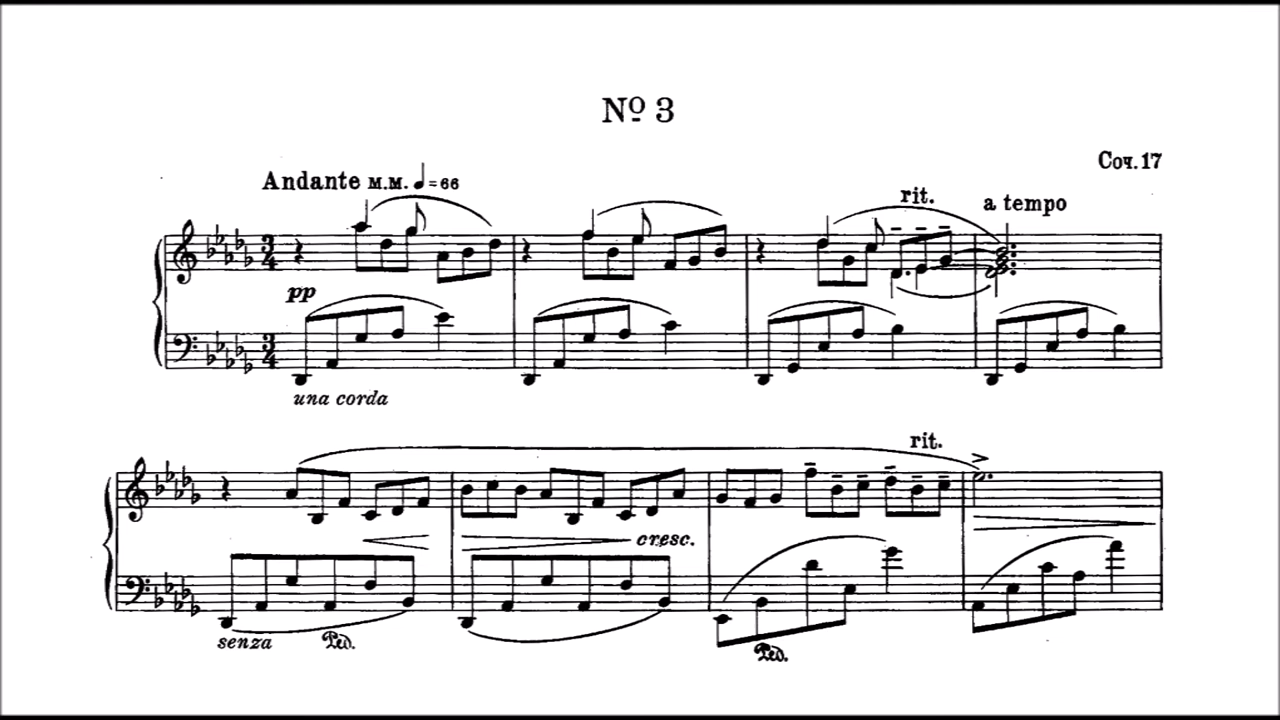 Nº 3
Соч. 17
Andante м.м. ♩=66
rit.
a tempo
pp
una corda
rit.
cresc.
senza
Ped.
Ped.